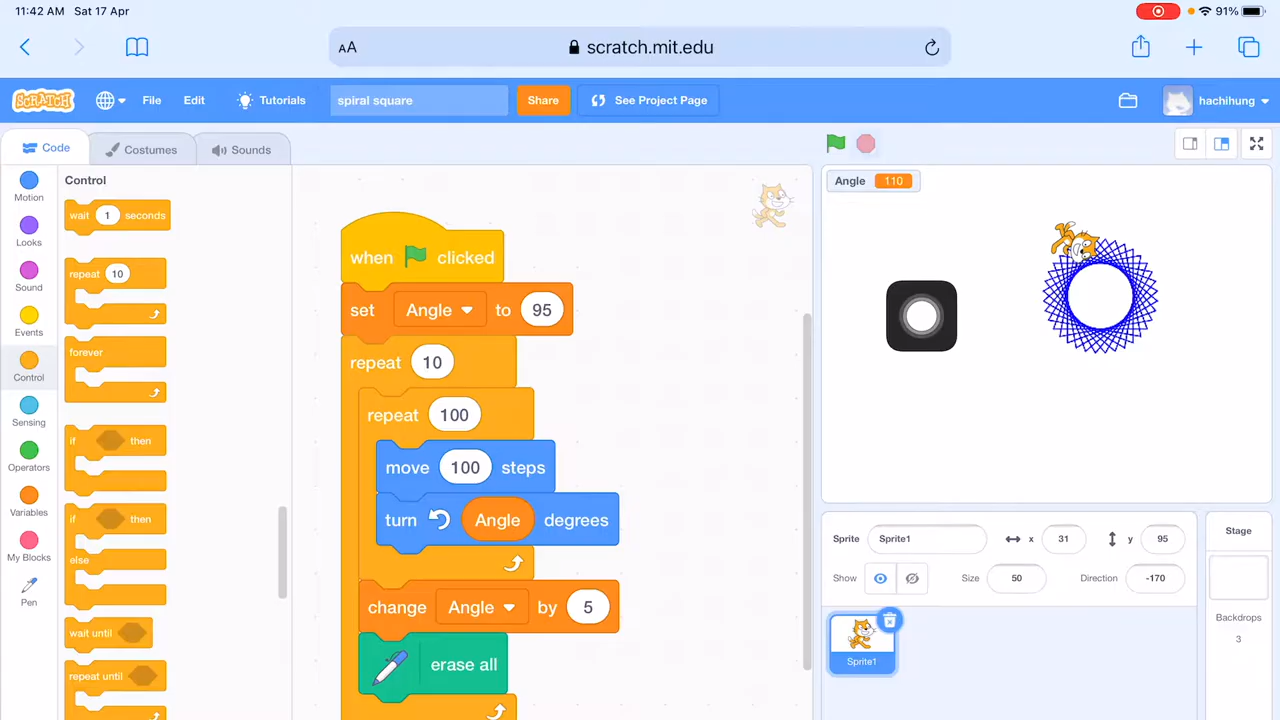 11:42 AM Sat 17 Apr
91%
AA scratch.mit.edu
SCRATCH File Edit Tutorials spiral square Share See Project Page hachihung
Code Costumes Sounds
Motion
Looks
Sound
Events
Control
Sensing
Operators
Variables
My Blocks
Pen
Control
wait 1 seconds
repeat 10
forever
if then
if then
else
wait until
repeat until
when clicked
set Angle to 95
repeat 10
repeat 100
move 100 steps
turn Angle degrees
change Angle by 5
erase all
Angle 110
Sprite Sprite1 x 31 y 95
Show Size 50 Direction -170
Sprite1
Stage
Backdrops
3